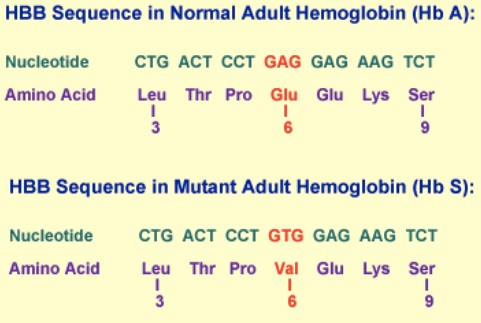 HBB Sequence in Normal Adult Hemoglobin (Hb A):
Nucleotide CTG ACT CCT GAG GAG AAG TCT
Amino Acid Leu Thr Pro Glu Glu Lys Ser
3 6 9
HBB Sequence in Mutant Adult Hemoglobin (Hb S):
Nucleotide CTG ACT CCT GTG GAG AAG TCT
Amino Acid Leu Thr Pro Val Glu Lys Ser
3 6 9